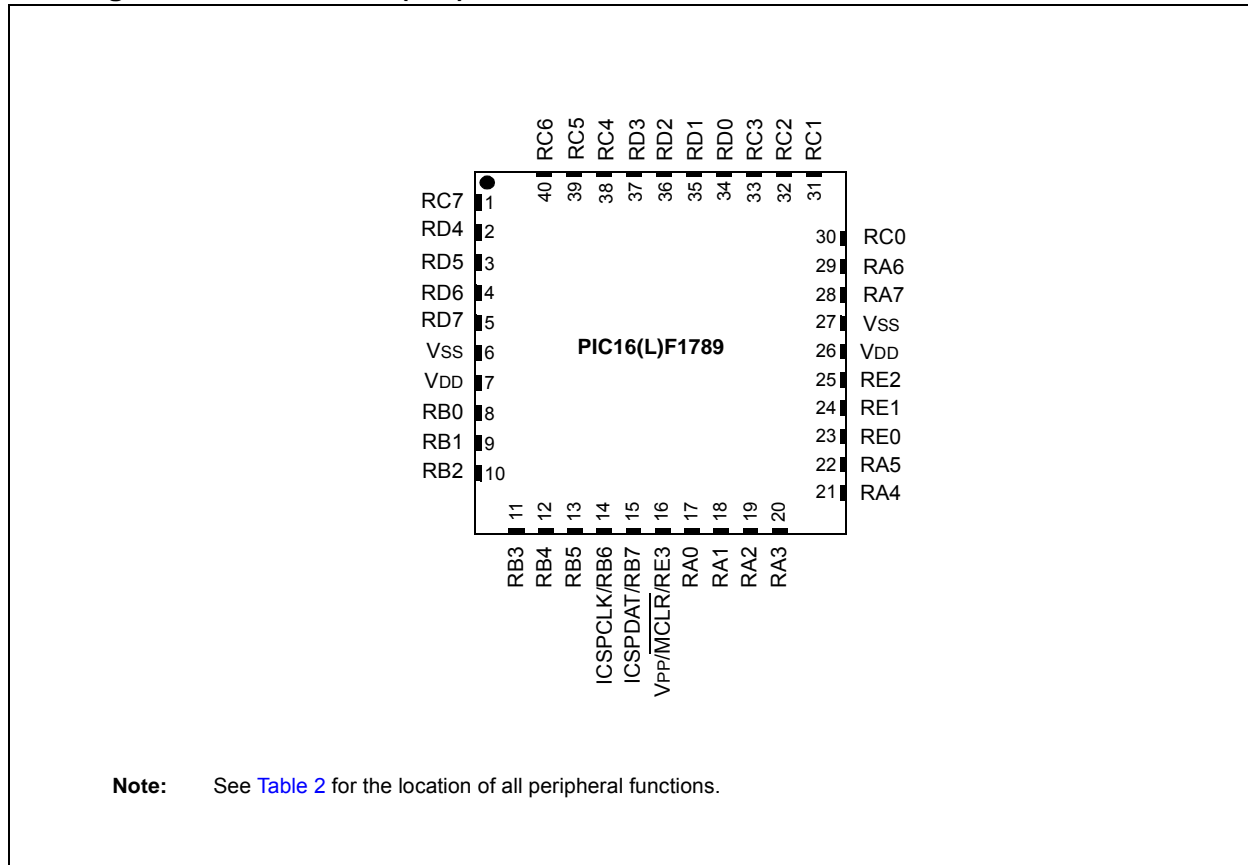 RC6
RC5
RC4
RD3
RD2
RD1
RD0
RC3
RC2
RC1
40
39
38
37
36
35
34
33
32
31
RC7 1
RD4 2
RD5 3
RD6 4
RD7 5
VSS 6
VDD 7
RB0 8
RB1 9
RB2 10
PIC16(L)F1789
30 RC0
29 RA6
28 RA7
27 VSS
26 VDD
25 RE2
24 RE1
23 RE0
22 RA5
21 RA4
11
12
13
14
15
16
17
18
19
20
RB3
RB4
RB5
ICSPCLK/RB6
ICSPDAT/RB7
VPP/MCLR/RE3
RA0
RA1
RA2
RA3
Note: See Table 2 for the location of all peripheral functions.